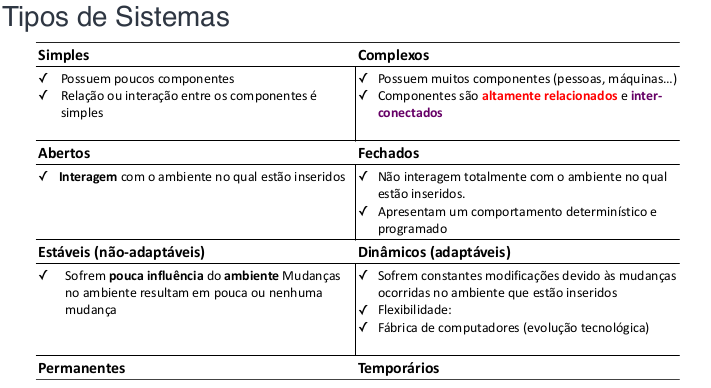 Tipos de Sistemas
Simples
✓ Possuem poucos componentes
✓ Relação ou interação entre os componentes é
simples
Complexos
✓ Possuem muitos componentes (pessoas, máquinas...)
✓ Componentes são altamente relacionados e inter-
conectados
Abertos
✓ Interagem com o ambiente no qual estão inseridos
Fechados
✓ Não interagem totalmente com o ambiente no qual
estão inseridos.
✓ Apresentam um comportamento determinístico e
programado
Estáveis (não-adaptáveis)
✓ Sofrem pouca influência do ambiente Mudanças
no ambiente resultam em pouca ou nenhuma
mudança
Dinâmicos (adaptáveis)
✓ Sofrem constantes modificações devido às mudanças
ocorridas no ambiente que estão inseridos
✓ Flexibilidade:
✓ Fábrica de computadores (evolução tecnológica)
Permanentes
Temporários